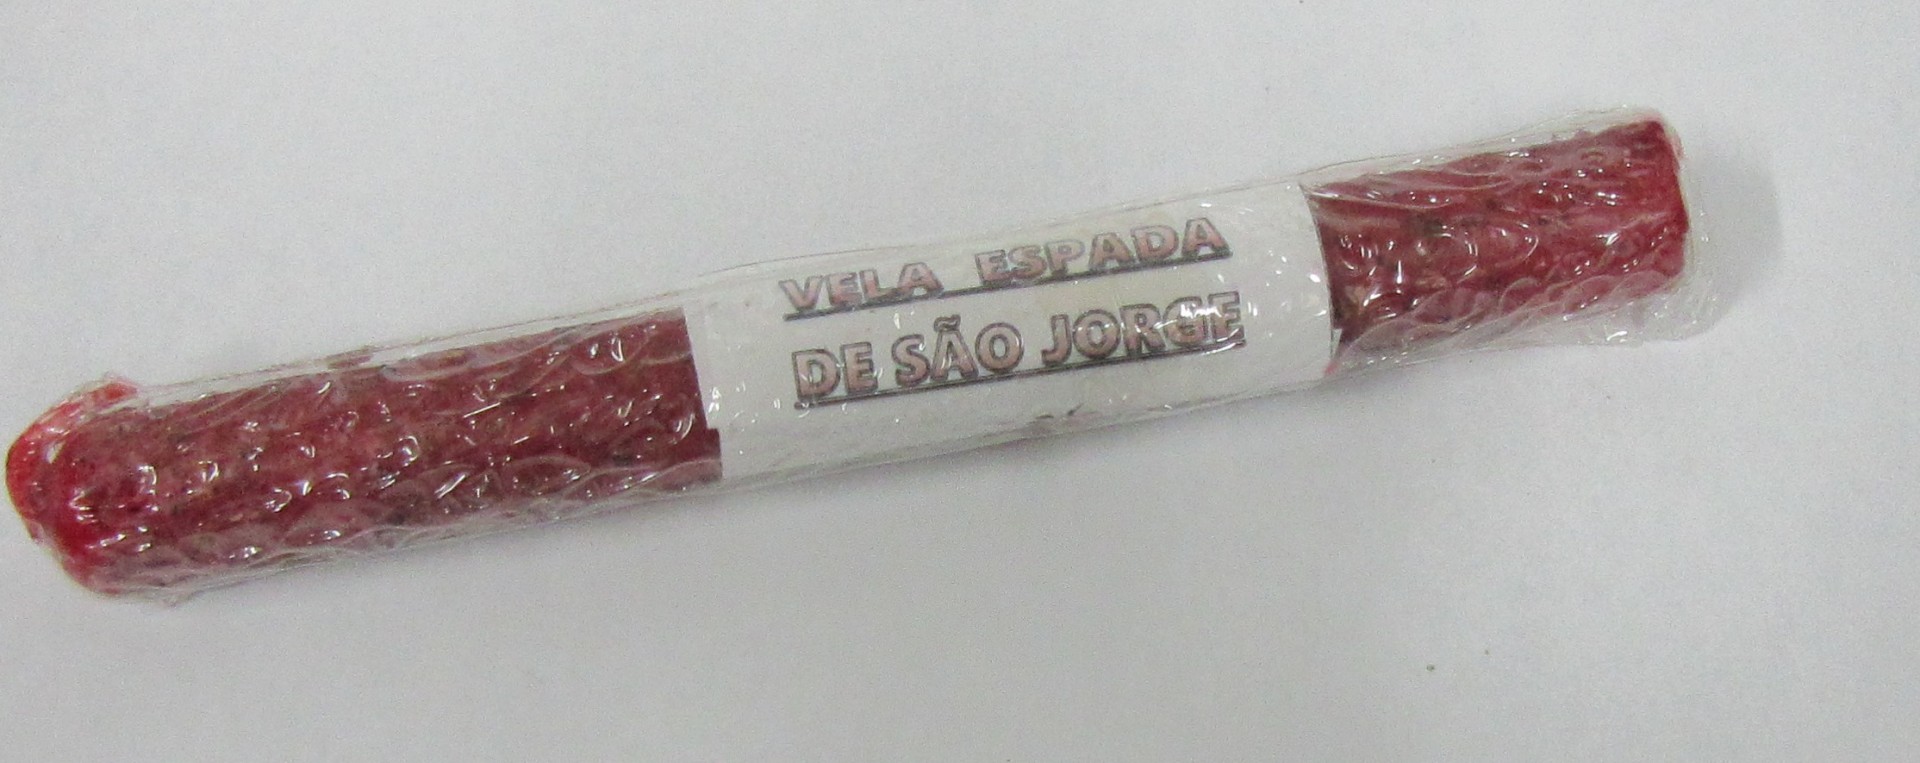 VELA ESPADA
DE SÃO JORGE